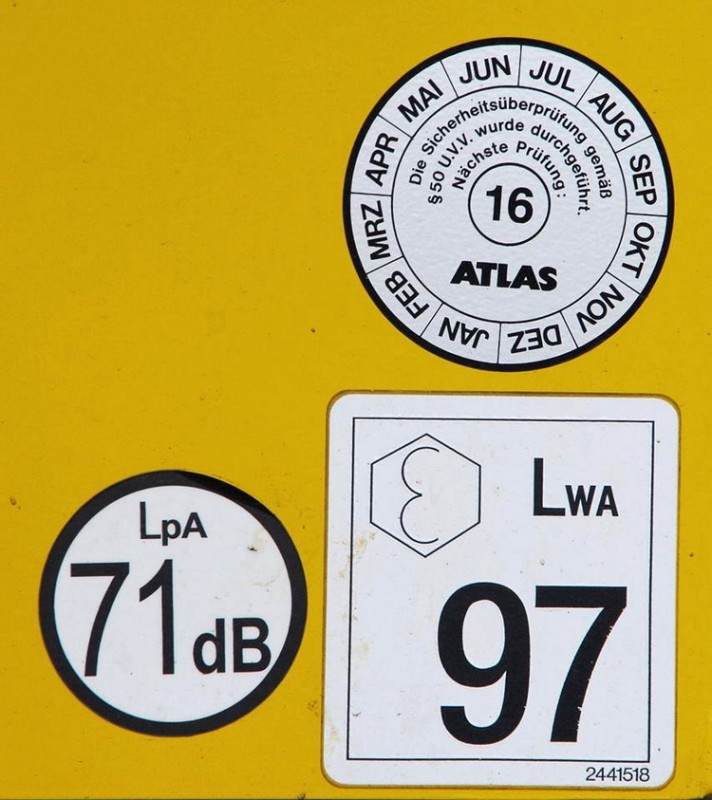 JAN FEB MRZ APR MAI JUN JUL AUG SEP OKT NOV DEZ
Die Sicherheitsüberprüfung gemäß
§50 U.V.V. wurde durchgeführt.
Nächste Prüfung:
16
ATLAS
LpA
71dB
LWA
97
2441518